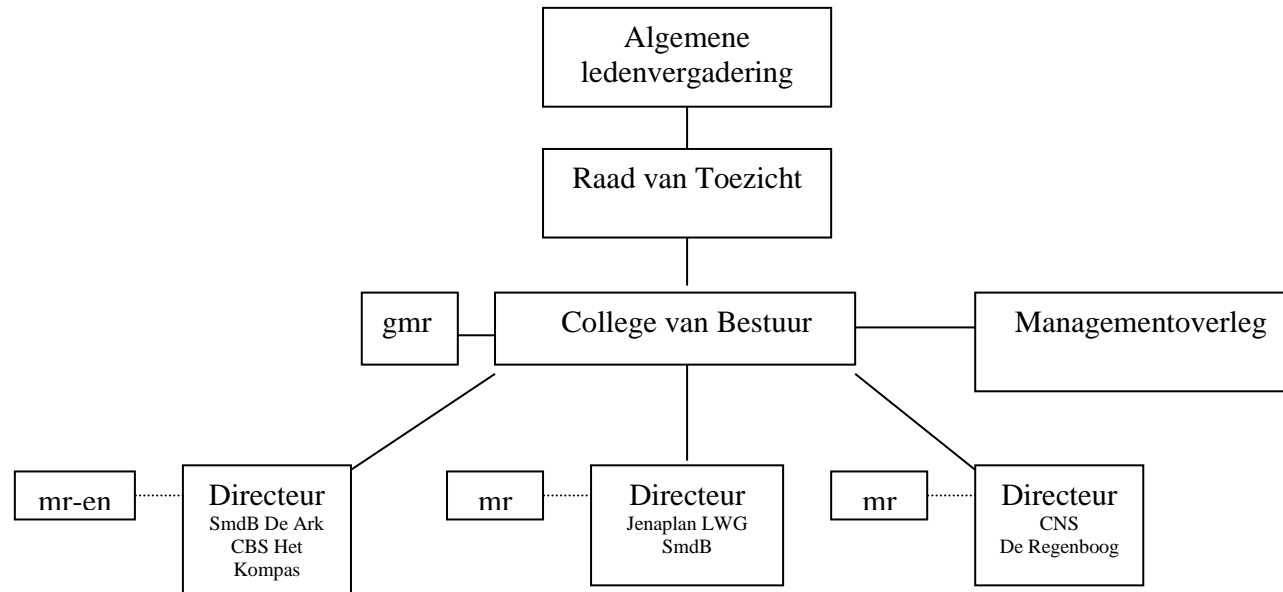 Algemene
ledenvergadering
Raad van Toezicht
gmr
College van Bestuur
Managementoverleg
mr-en
Directeur
SmdB De Ark
CBS Het
Kompas
mr
Directeur
Jenaplan LWG
SmdB
mr
Directeur
CNS
De Regenboog